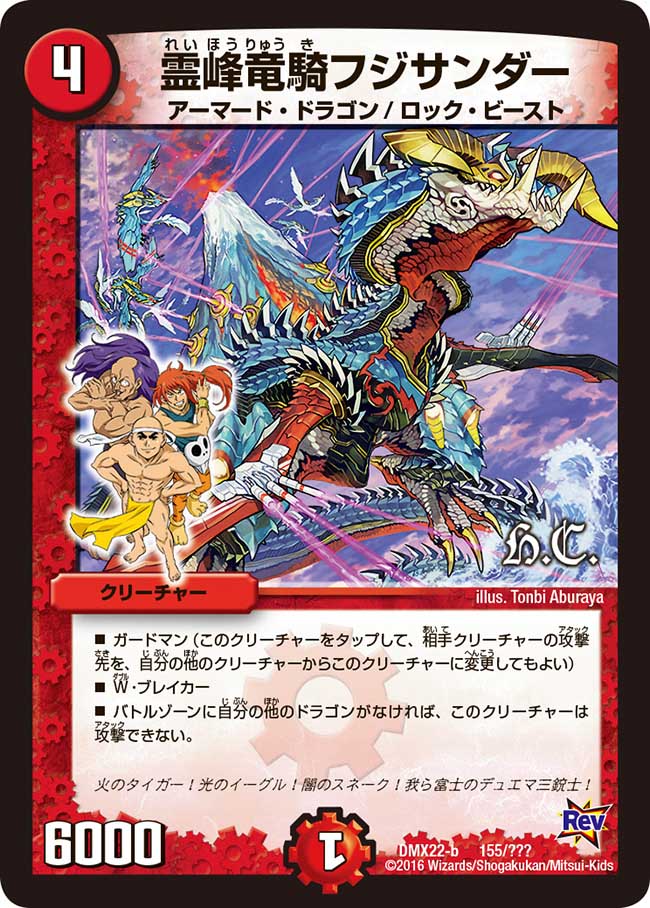 4
れいほうりゅうき
霊峰竜騎フジサンダー
アーマード・ドラゴン / ロック・ビースト
H.C.
クリーチャー
illus. Tonbi Aburaya
■ ガードマン (このクリーチャーをタップして、相手クリーチャーの攻撃
先を、自分の他のクリーチャーからこのクリーチャーに変更してもよい)
■ W・ブレイカー
■ バトルゾーンに自分の他のドラゴンがなければ、このクリーチャーは
攻撃できない。
火のタイガー！光のイーグル！闇のスネーク！我ら富士のデュエマ三銃士！
Rev
6000
1
DMX22-b 155/???
©2016 Wizards/Shogakukan/Mitsui-Kids